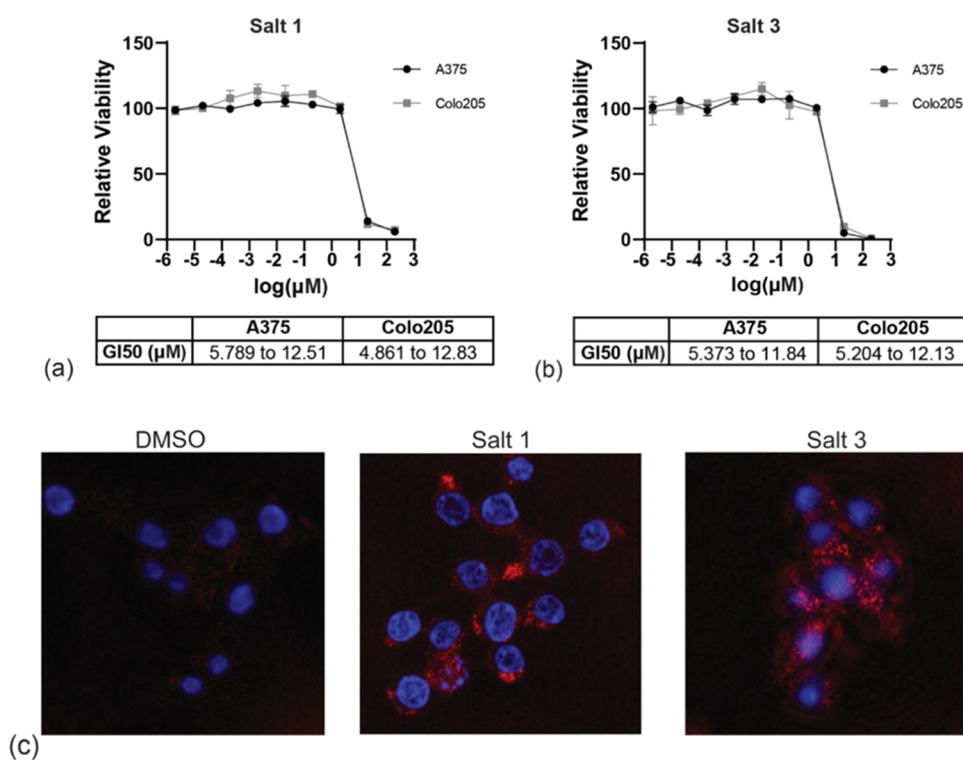 Salt 1
150
100
50
0
Relative Viability
-6 -5 -4 -3 -2 -1 0 1 2 3
log(μM)
A375
Colo205
A375 Colo205
GI50 (μM) 5.789 to 12.51 4.861 to 12.83
(a)
Salt 3
150
100
50
0
Relative Viability
-6 -5 -4 -3 -2 -1 0 1 2 3
log(μM)
A375
Colo205
A375 Colo205
GI50 (μM) 5.373 to 11.84 5.204 to 12.13
(b)
DMSO Salt 1 Salt 3
(c)